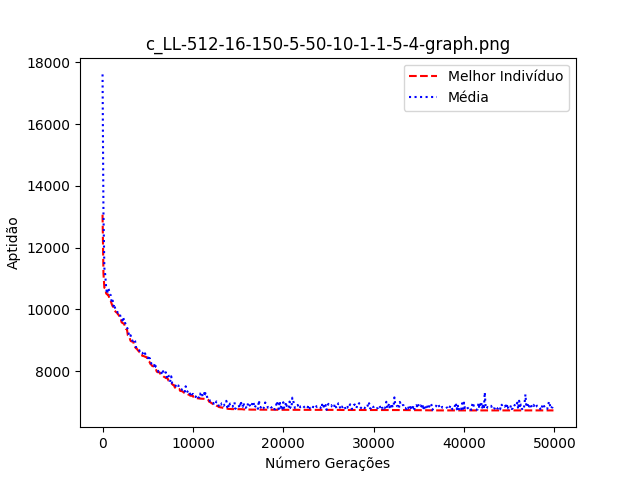 c_LL-512-16-150-5-50-10-1-1-5-4-graph.png
18000
16000
14000
12000
10000
8000
Aptidão
Melhor Indivíduo
Média
0 10000 20000 30000 40000 50000
Número Gerações